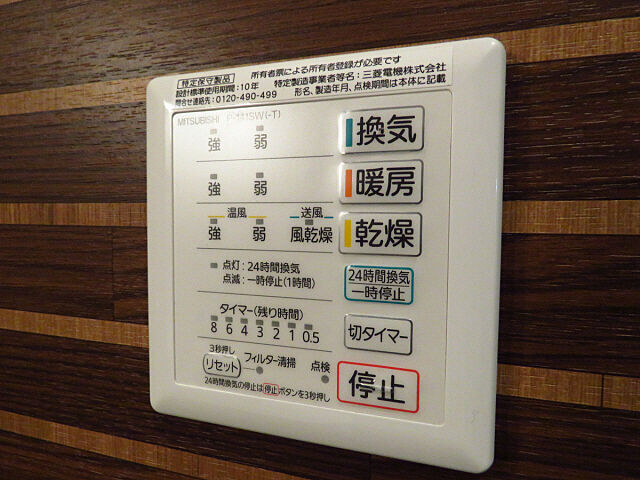 特定保守製品 所有者票による所有者登録が必要です
設計標準使用期間:10年 特定製造事業者等名:三菱電機株式会社
問合せ連絡先:0120-490-499 形名、製造年月、点検期間は本体に記載
MITSUBISHI
強 弱 換気
強 弱 暖房
温風 送風
強 弱 風乾燥 乾燥
点灯:24時間換気
点滅:一時停止(1時間)
24時間換気
一時停止
タイマー(残り時間)
8 6 4 3 2 1 0.5
切タイマー
3秒押し
リセット フィルター清掃 点検
24時間換気の停止は停止ボタンを3秒押し
停止